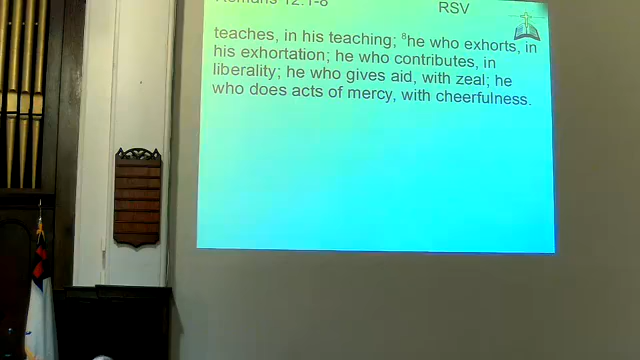 Romans 12:1-8 RSV
teaches, in his teaching; ⁸he who exhorts, in
his exhortation; he who contributes, in
liberality; he who gives aid, with zeal; he
who does acts of mercy, with cheerfulness.